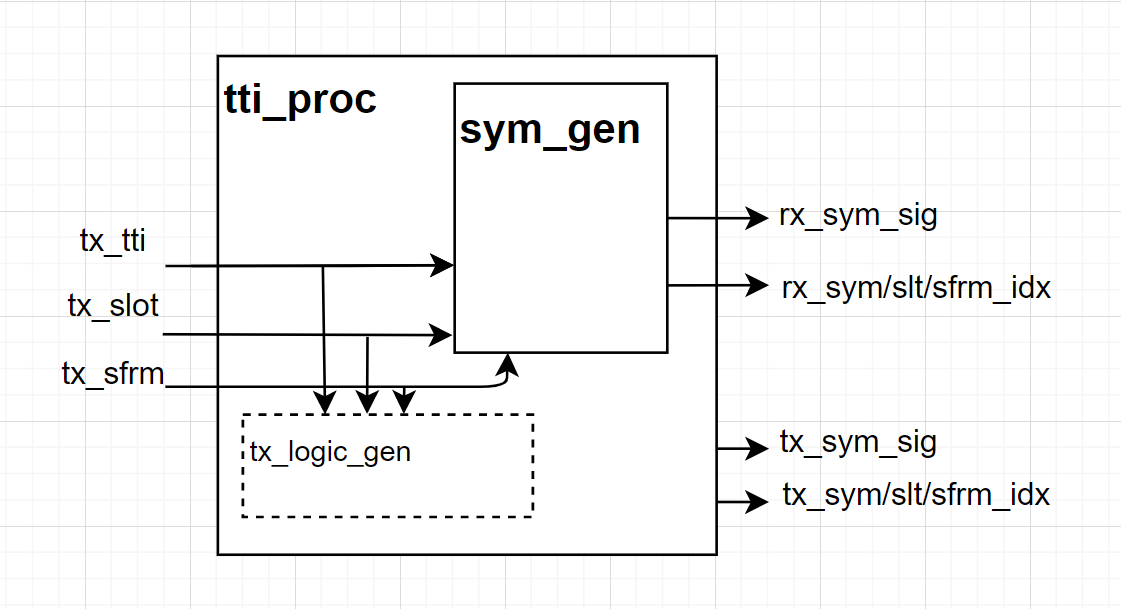 tti_proc
sym_gen
rx_sym_sig
tx_tti
rx_sym/slt/sfrm_idx
tx_slot
tx_sfrm
tx_logic_gen
tx_sym_sig
tx_sym/slt/sfrm_idx